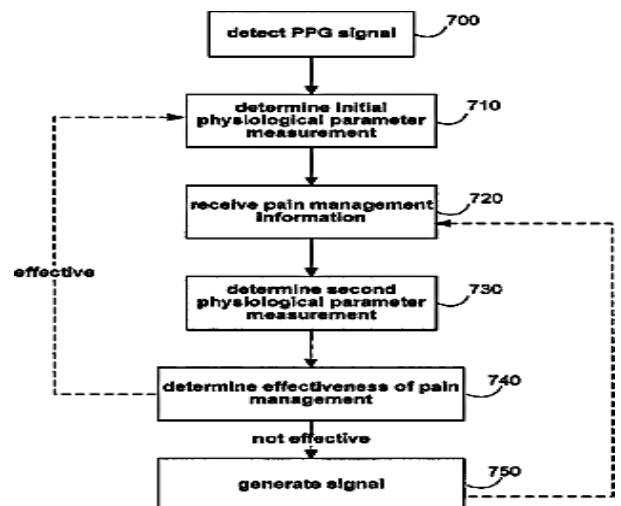 detect PPG signal
700
determine initial
physiological parameter
measurement
710
receive pain management
information
720
effective
determine second
physiological parameter
measurement
730
determine effectiveness of pain
management
740
not effective
generate signal
750